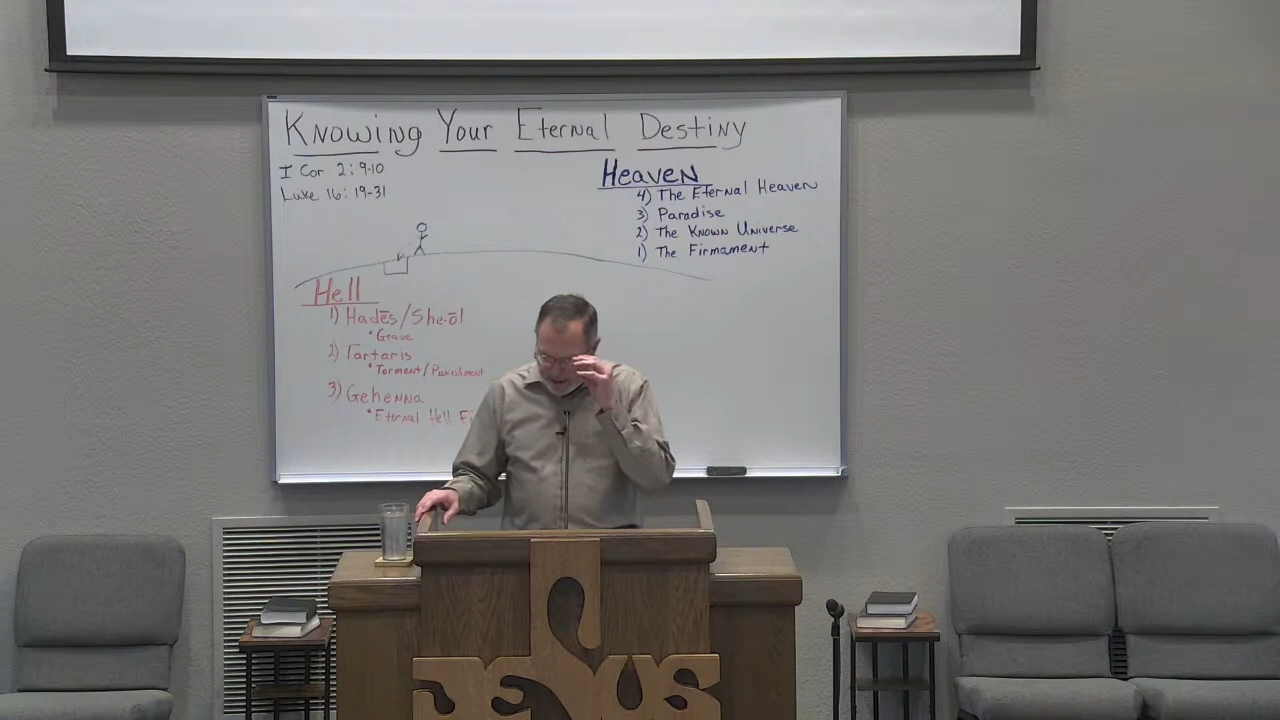 Knowing Your Eternal Destiny
I Cor 2:9-10
Luke 16:19-31
Heaven
4) The Eternal Heaven
3) Paradise
2) The Known Universe
1) The Firmament
Hell
1) Hadēs/She-ōl
• Grave
2) Tartaris
• Torment/Punishment
3) Gehenna
• Eternal Hell
JESUS